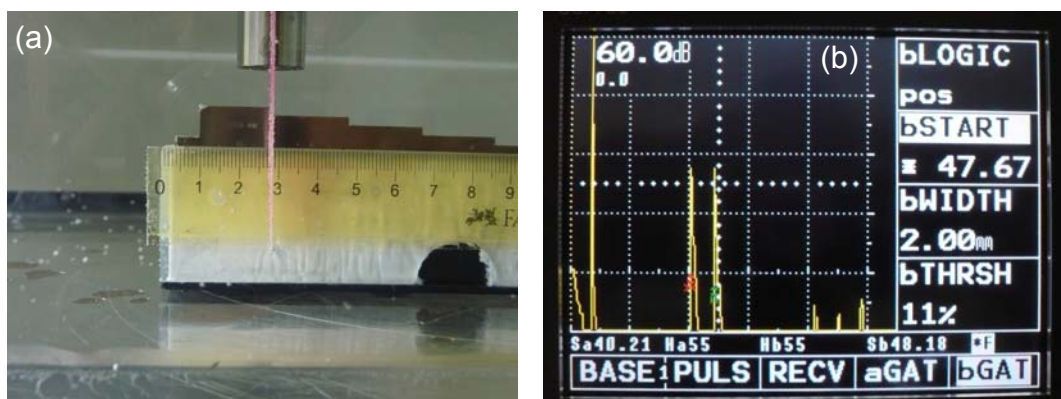 (a)
0 1 2 3 4 5 6 7 8 9
(b)
60.0dB
0.0
bLOGIC
pos
bSTART
47.67
bWIDTH
2.00mm
bTHRSH
11%
Sa40.21 Ha55 Hb55 Sb48.18 *F
BASE1 PULS RECV aGAT bGAT